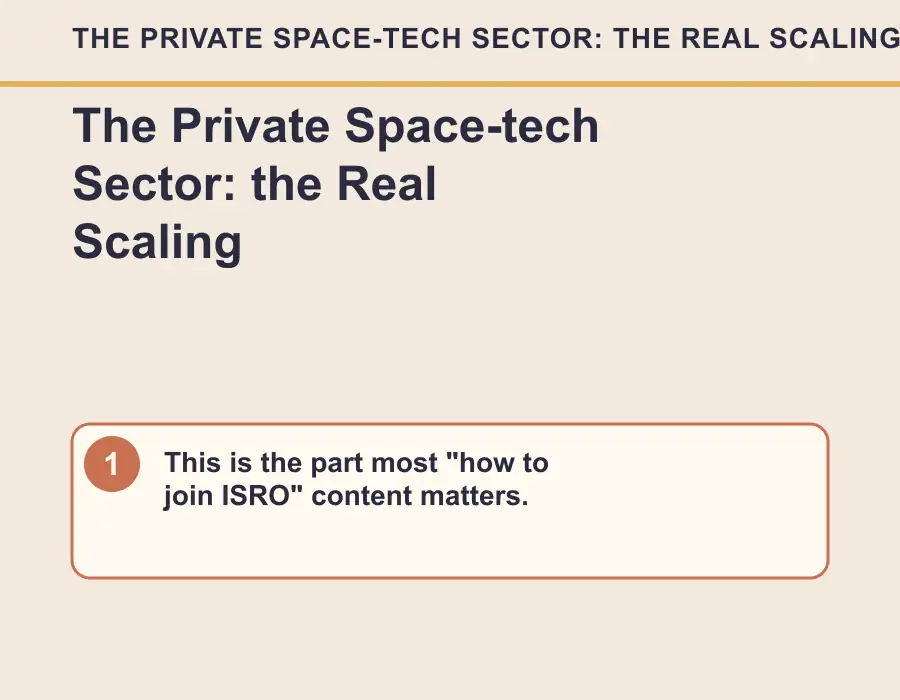 THE PRIVATE SPACE-TECH SECTOR: THE REAL SCALING
The Private Space-tech
Sector: the Real
Scaling
1
This is the part most "how to
join ISRO" content matters.